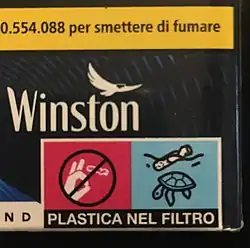 0.554.088 per smettere di fumare
Winston
ND
PLASTICA NEL FILTRO